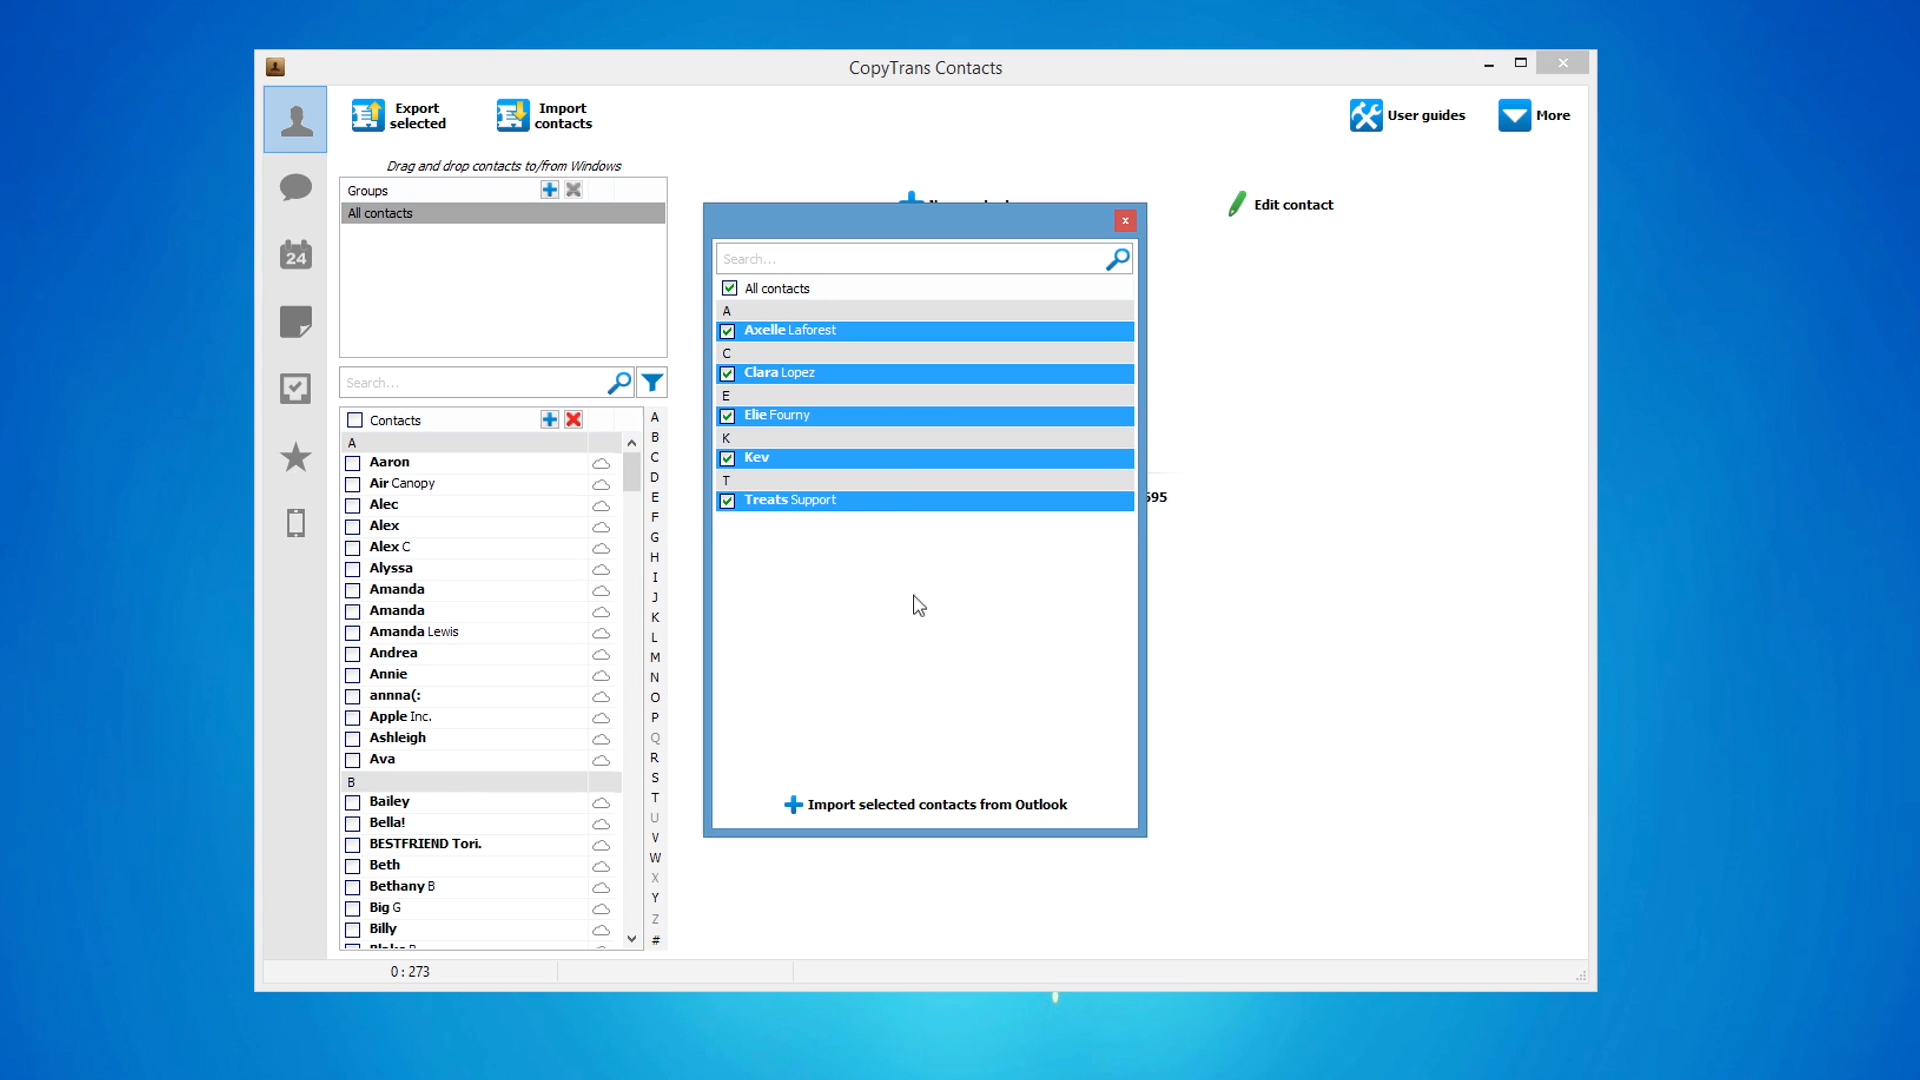 CopyTrans Contacts
Export
selected
Import
contacts
User guides
More
Drag and drop contacts to/from Windows
Groups
All contacts
Search...
Contacts
A
Aaron
Air Canopy
Alec
Alex
Alex C
Alyssa
Amanda
Amanda
Amanda Lewis
Andrea
Annie
annna(:
Apple Inc.
Ashleigh
Ava
B
Bailey
Bella!
BESTFRIEND Tori.
Beth
Bethany B
Big G
Billy
A
B
C
D
E
F
G
H
I
J
K
L
M
N
O
P
Q
R
S
T
U
V
W
X
Y
Z
#
24
Edit contact
Search...
All contacts
A
Axelle Laforest
C
Clara Lopez
E
Elie Fourny
K
Kev
T
Treats Support
Import selected contacts from Outlook
595
0 : 273